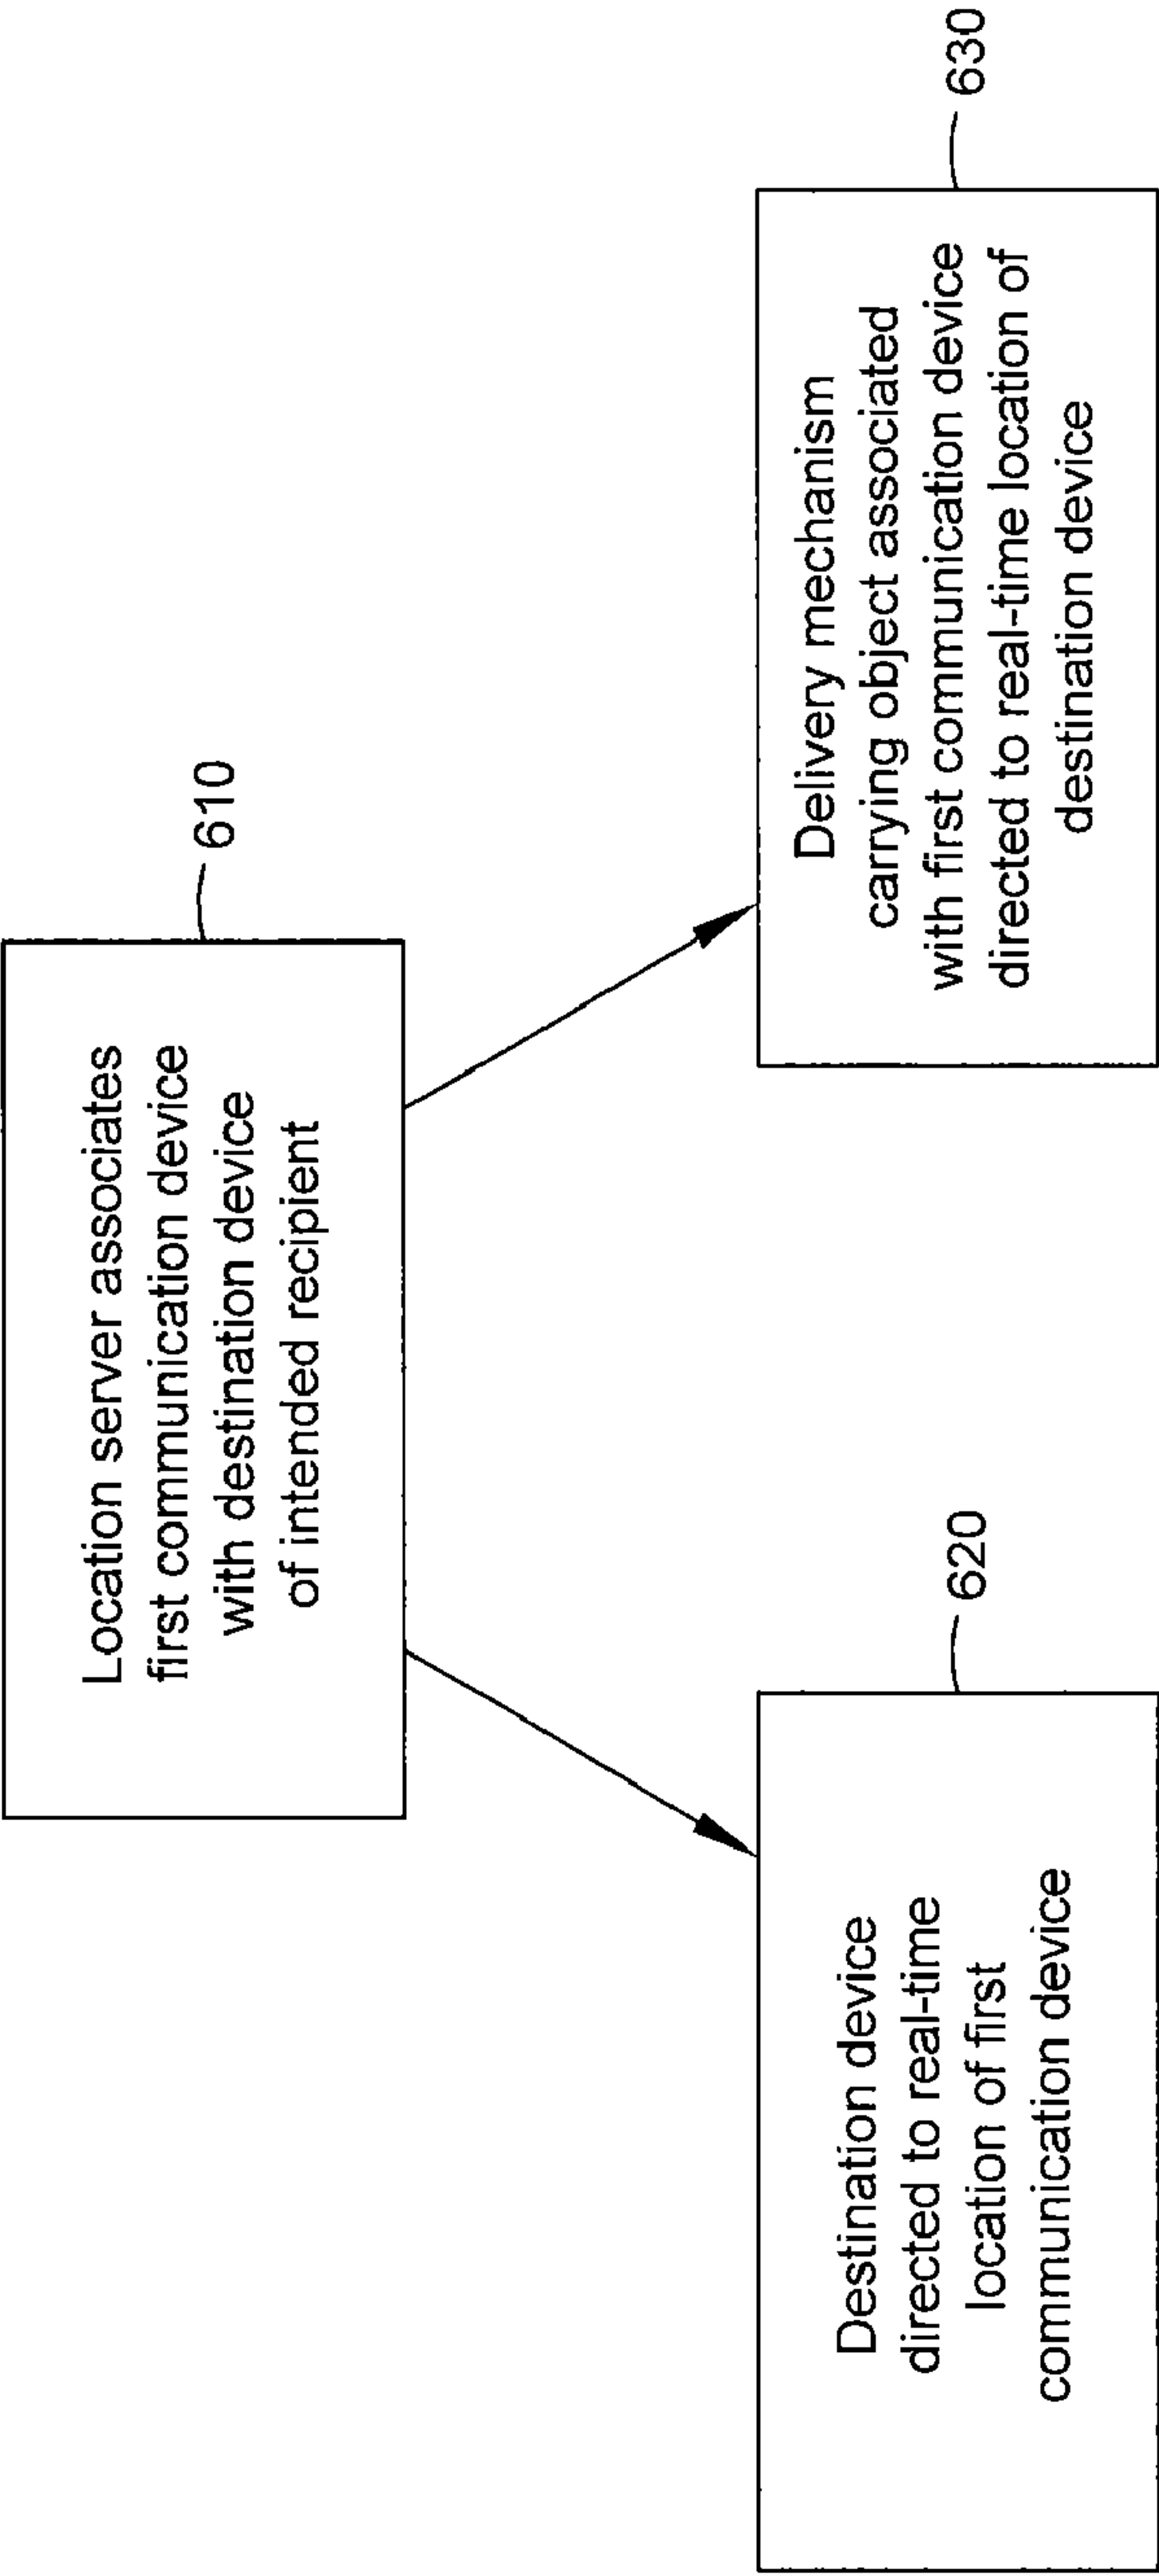 Location server associates
first communication device
with destination device
of intended recipient
610
Destination device
directed to real-time
location of first
communication device
620
Delivery mechanism
carrying object associated
with first communication device
directed to real-time location of
destination device
630